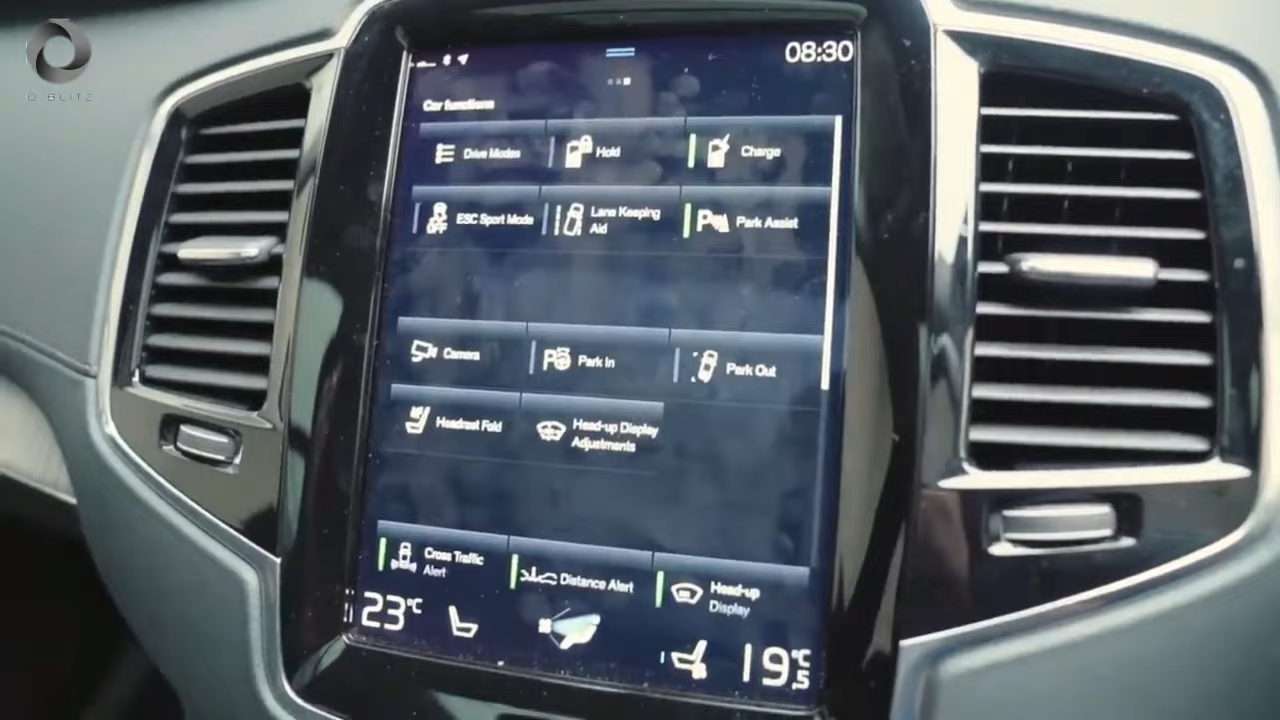 O BLITZ
08:30
Car functions
Drive Modes
Hold
Charge
OFF
ESC Sport Mode
Lane Keeping
Aid
P
Park Assist
Camera
P
Park In
Park Out
Headrest Fold
Head-up Display
Adjustments
Cross Traffic
Alert
Distance Alert
Head-up
Display
23°C
19,5°C